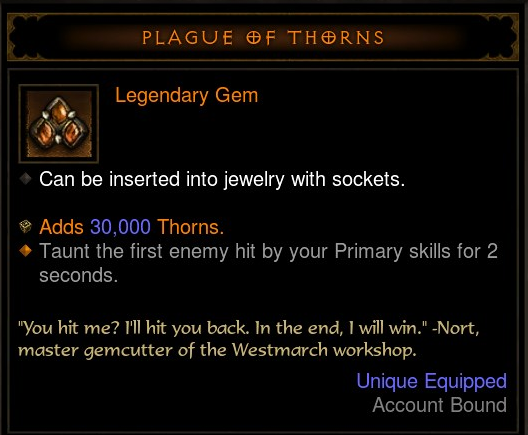 PLAGUE OF THORNS
Legendary Gem
Can be inserted into jewelry with sockets.
Adds 30,000 Thorns.
Taunt the first enemy hit by your Primary skills for 2
seconds.
"You hit me? I'll hit you back. In the end, I will win." -Nort,
master gemcutter of the Westmarch workshop.
Unique Equipped
Account Bound